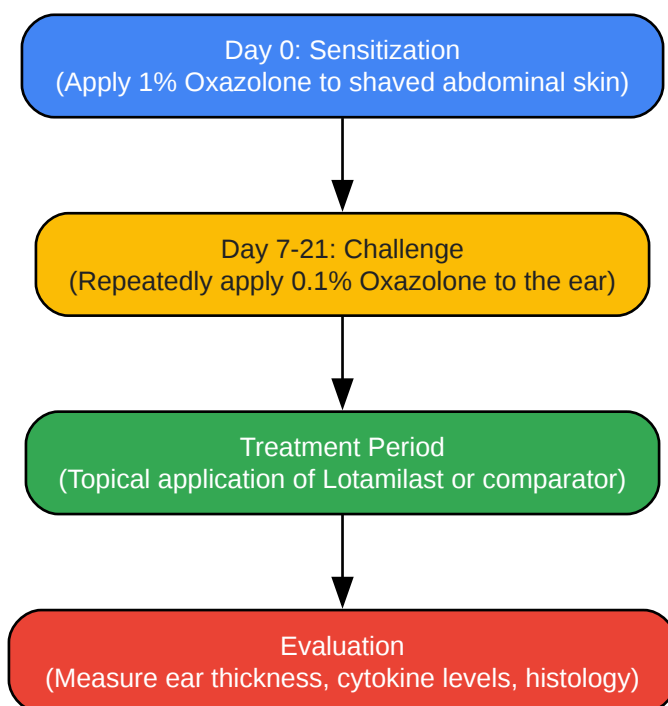 Day 0: Sensitization
(Apply 1% Oxazolone to shaved abdominal skin)
Day 7-21: Challenge
(Repeatedly apply 0.1% Oxazolone to the ear)
Treatment Period
(Topical application of Lotamilast or comparator)
Evaluation
(Measure ear thickness, cytokine levels, histology)